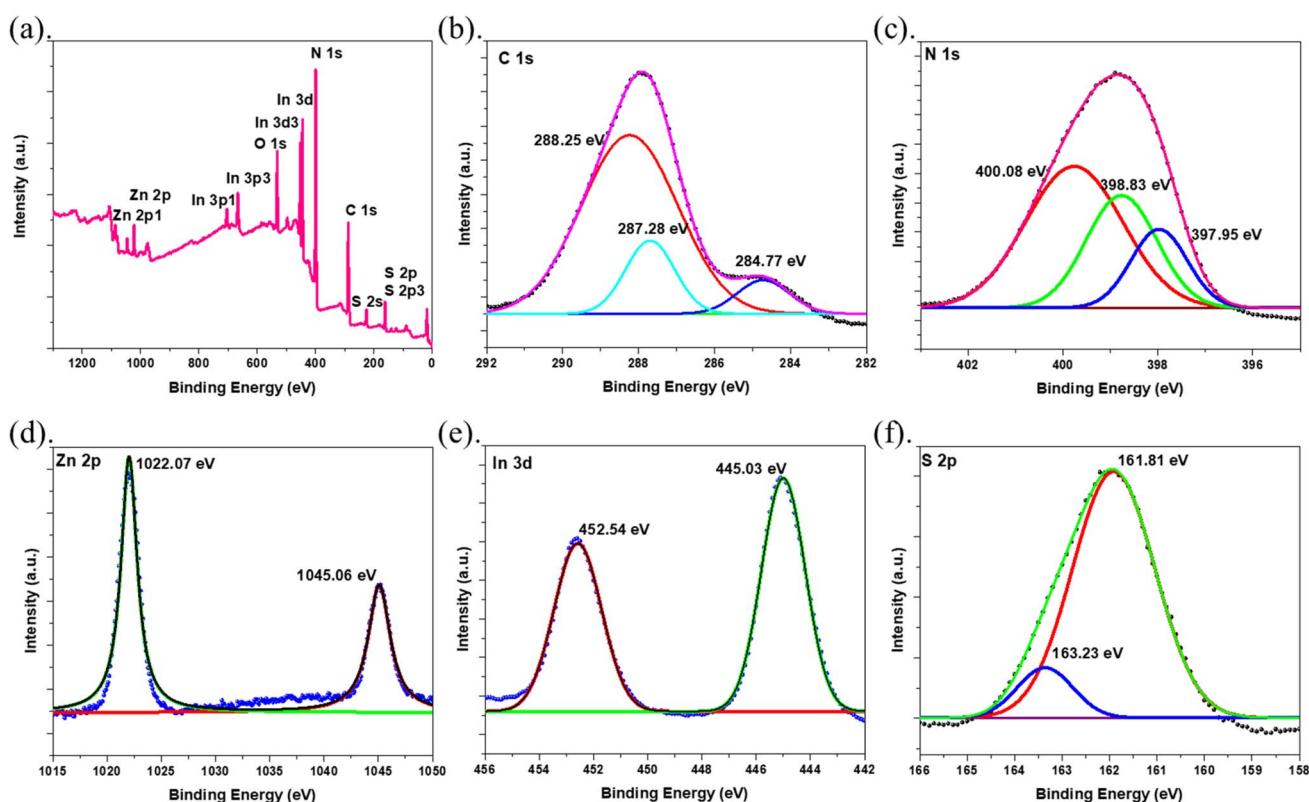 (a).
N 1s
In 3d
In 3d3
O 1s
In 3p3
In 3p1
Zn 2p
Zn 2p1
C 1s
S 2p
S 2s
S 2p3
Intensity (a.u.)
1200
1000
800
600
400
200
0
Binding Energy (eV)
(b).
C 1s
288.25 eV
287.28 eV
284.77 eV
Intensity (a.u.)
292
290
288
286
284
282
Binding Energy (eV)
(c).
N 1s
400.08 eV
398.83 eV
397.95 eV
Intensity (a.u.)
402
400
398
396
Binding Energy (eV)
(d).
Zn 2p
1022.07 eV
1045.06 eV
Intensity (a.u.)
1015
1020
1025
1030
1035
1040
1045
1050
Binding Energy (eV)
(e).
In 3d
445.03 eV
452.54 eV
Intensity (a.u.)
456
454
452
450
448
446
444
442
Binding Energy (eV)
(f).
S 2p
161.81 eV
163.23 eV
Intensity (a.u.)
166
165
164
163
162
161
160
159
158
Binding Energy (eV)